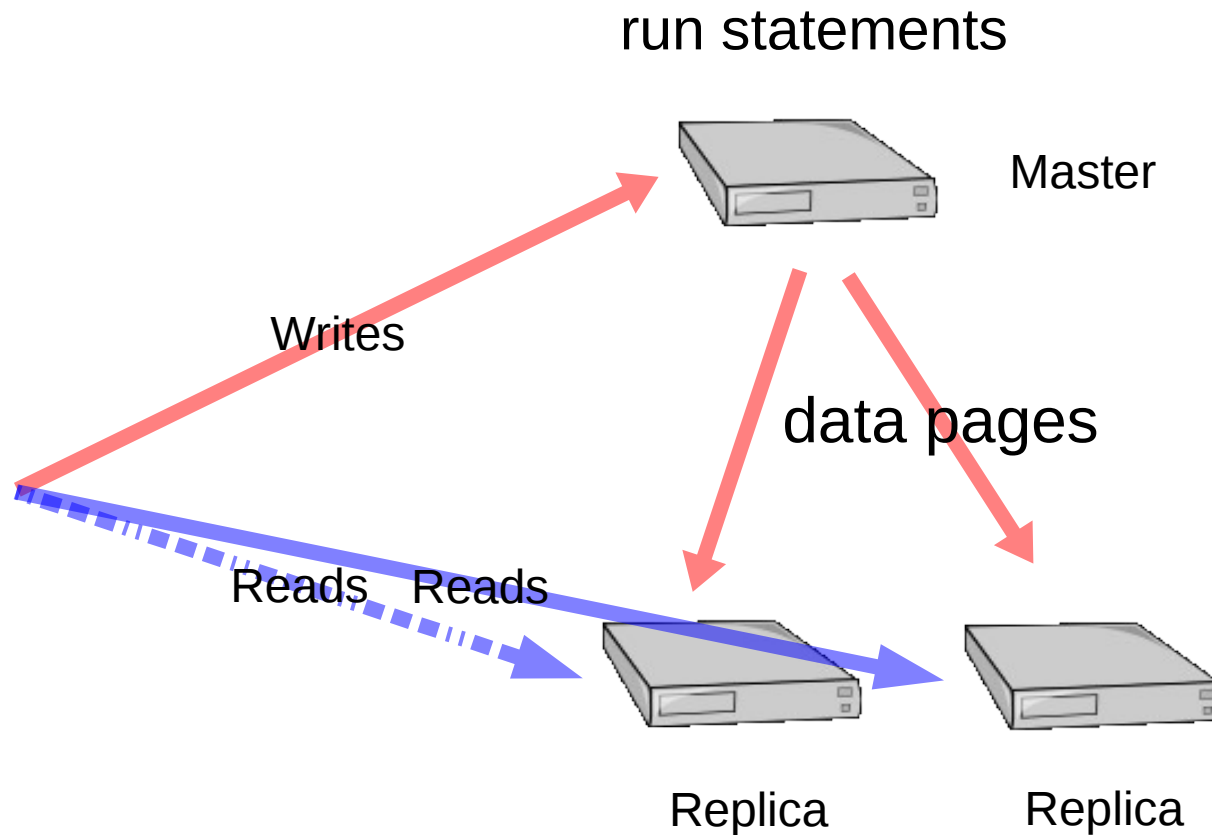 run statements
Master
Writes
data pages
Reads
Reads
Replica
Replica